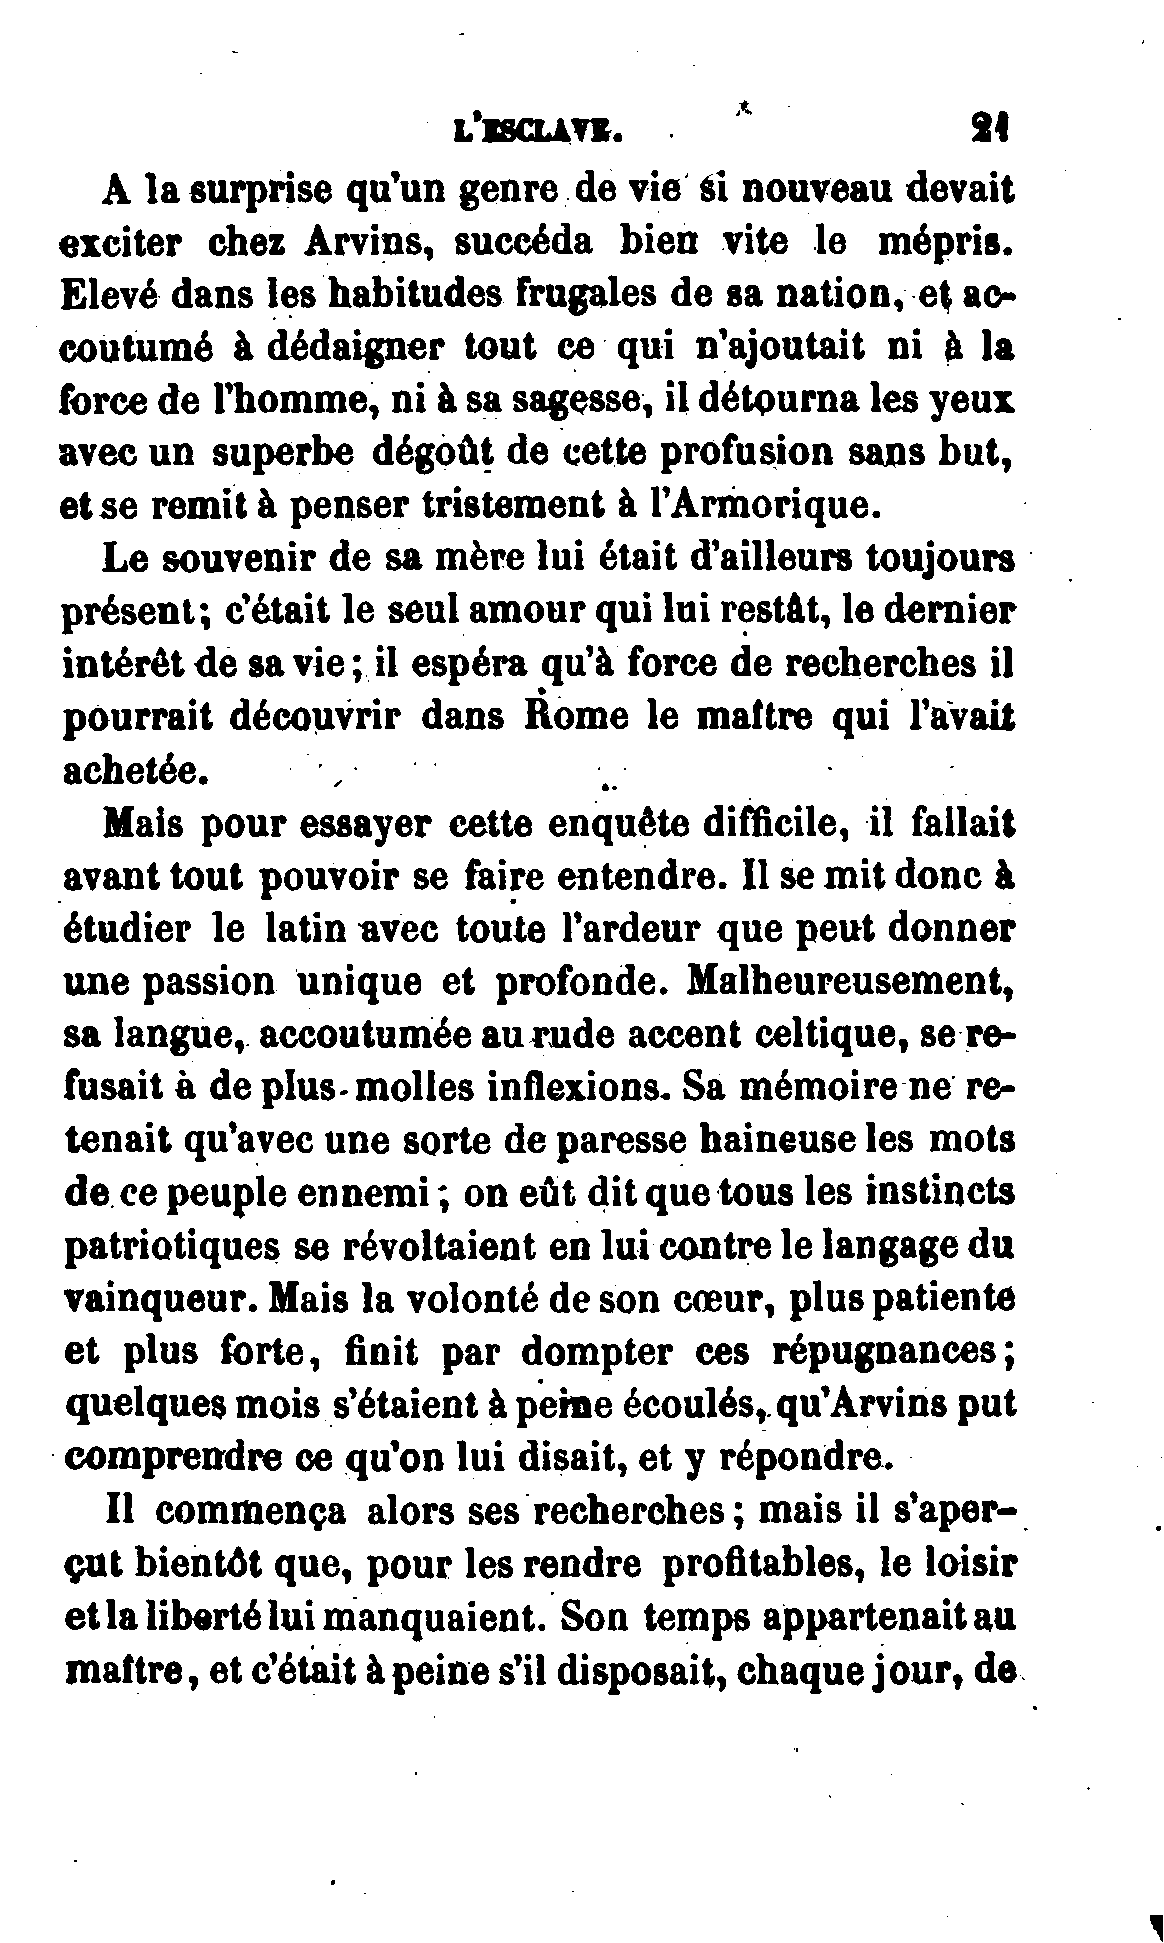 L'ESCLAVE. 21
A la surprise qu'un genre de vie si nouveau devait
exciter chez Arvins, succéda bien vite le mépris.
Elevé dans les habitudes frugales de sa nation, et ac-
coutumé à dédaigner tout ce qui n'ajoutait ni à la
force de l'homme, ni à sa sagesse, il détourna les yeux
avec un superbe dégoût de cette profusion sans but,
et se remit à penser tristement à l'Armorique.
Le souvenir de sa mère lui était d'ailleurs toujours
présent; c'était le seul amour qui lui restât, le dernier
intérêt de sa vie; il espéra qu'à force de recherches il
pourrait découvrir dans Rome le maître qui l'avait
achetée.
Mais pour essayer cette enquête difficile, il fallait
avant tout pouvoir se faire entendre. Il se mit donc à
étudier le latin avec toute l'ardeur que peut donner
une passion unique et profonde. Malheureusement,
sa langue, accoutumée au rude accent celtique, se re-
fusait à de plus molles inflexions. Sa mémoire ne re-
tenait qu'avec une sorte de paresse haineuse les mots
de ce peuple ennemi; on eût dit que tous les instincts
patriotiques se révoltaient en lui contre le langage du
vainqueur. Mais la volonté de son cœur, plus patiente
et plus forte, finit par dompter ces répugnances;
quelques mois s'étaient à peine écoulés, qu'Arvins put
comprendre ce qu'on lui disait, et y répondre.
Il commença alors ses recherches; mais il s'aper-
çut bientôt que, pour les rendre profitables, le loisir
et la liberté lui manquaient. Son temps appartenait au
maître, et c'était à peine s'il disposait, chaque jour, de